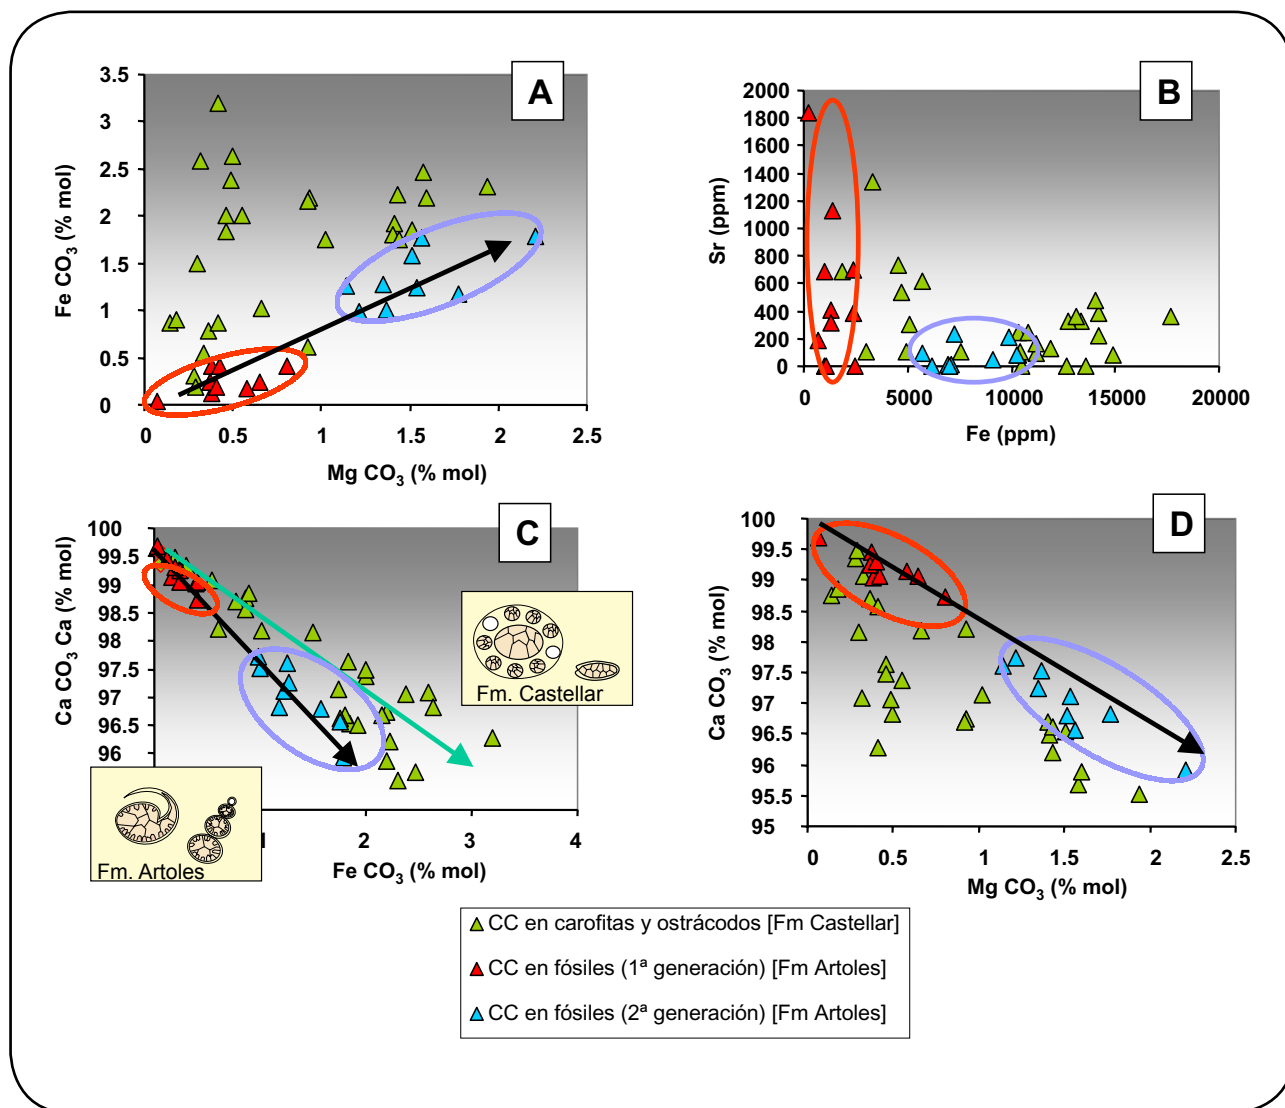 A
3.5
3
2.5
2
1.5
1
0.5
0
0 0.5 1 1.5 2 2.5
Fe CO3 (% mol)
Mg CO3 (% mol)
B
2000
1800
1600
1400
1200
1000
800
600
400
200
0
0 5000 10000 15000 20000
Sr (ppm)
Fe (ppm)
C
100
99.5
99
98.5
98
97.5
97
96.5
96
1 2 3 4
Ca CO3 Ca (% mol)
Fe CO3 (% mol)
Fm. Castellar
Fm. Artoles
D
100
99.5
99
98.5
98
97.5
97
96.5
96
95.5
95
0 0.5 1 1.5 2 2.5
Ca CO3 (% mol)
Mg CO3 (% mol)
CC en carofitas y ostrácodos [Fm Castellar]
CC en fósiles (1ª generación) [Fm Artoles]
CC en fósiles (2ª generación) [Fm Artoles]